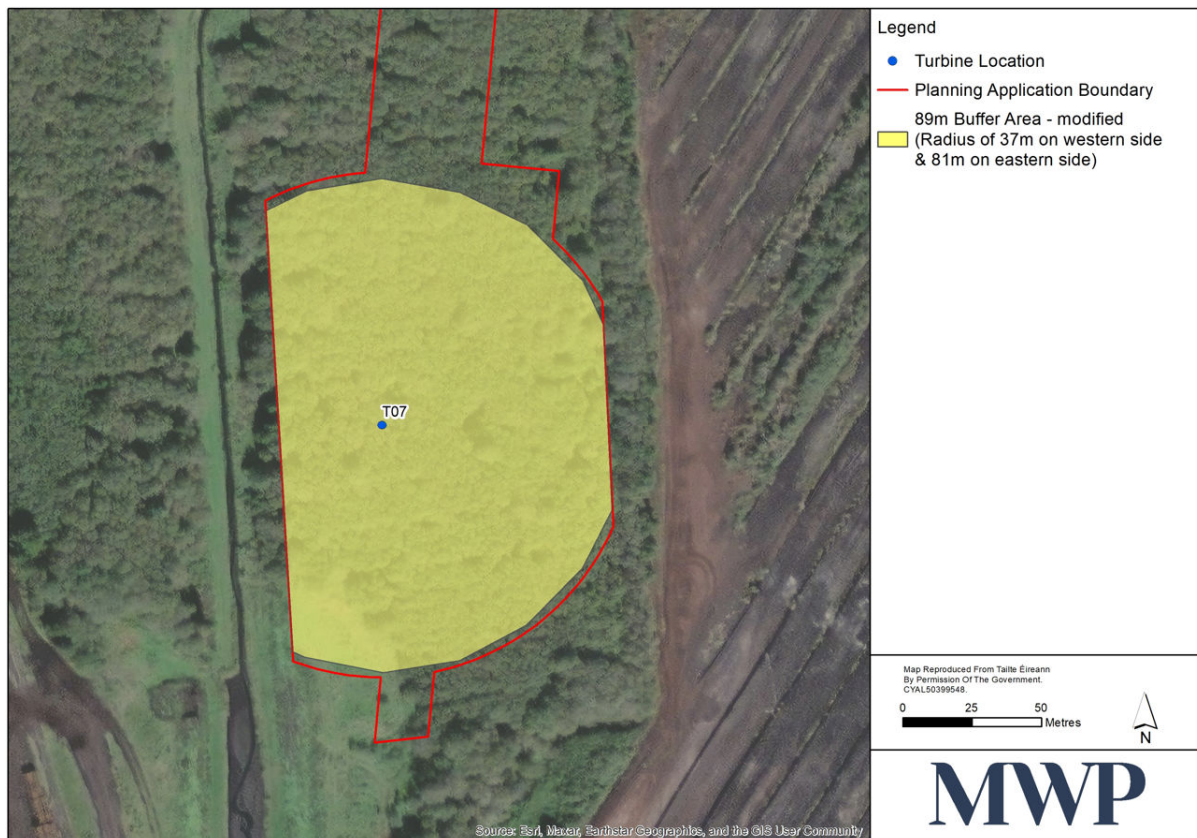 Legend
Turbine Location
Planning Application Boundary
89m Buffer Area - modified
(Radius of 37m on western side
& 81m on eastern side)
T07
Map Reproduced From Tailte Éireann
By Permission Of The Government.
CYAL50399548.
0 25 50
Metres
N
MWP
Source: Esri, Maxar, Earthstar Geographics, and the GIS User Community